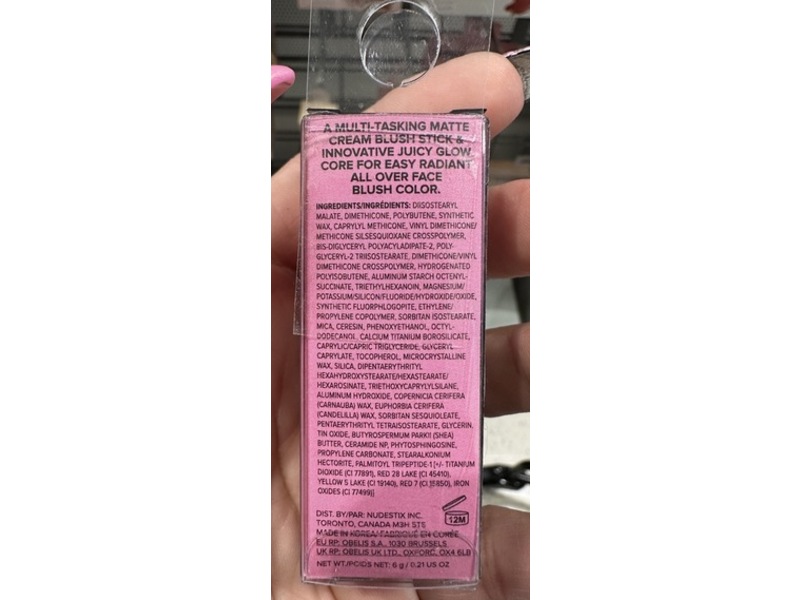 A MULTI-TASKING MATTE
CREAM BLUSH STICK &
INNOVATIVE JUICY GLOW
CORE FOR EASY RADIANT
ALL OVER FACE
BLUSH COLOR.
INGREDIENTS/INGRÉDIENTS: DIISOSTEARYL
MALATE, DIMETHICONE, POLYBUTENE, SYNTHETIC
WAX, CAPRYLYL METHICONE, VINYL DIMETHICONE/
METHICONE SILSESQUIOXANE CROSSPOLYMER,
BIS-DIGLYCERYL POLYACYLADIPATE-2, POLY-
GLYCERYL-2 TRIISOSTEARATE, DIMETHICONE/VINYL
DIMETHICONE CROSSPOLYMER, HYDROGENATED
POLYISOBUTENE, ALUMINUM STARCH OCTENYL-
SUCCINATE, TRIETHYLHEXANOIN, MAGNESIUM/
POTASSIUM/SILICON/FLUORIDE/HYDROXIDE/OXIDE,
SYNTHETIC FLUORPHLOGOPITE, ETHYLENE/
PROPYLENE COPOLYMER, SORBITAN ISOSTEARATE,
MICA, CERESIN, PHENOXYETHANOL, OCTYL-
DODECANOL, CALCIUM TITANIUM BOROSILICATE,
CAPRYLIC/CAPRIC TRIGLYCERIDE, GLYCERYL
CAPRYLATE, TOCOPHEROL, MICROCRYSTALLINE
WAX, SILICA, DIPENTAERYTHRITYL
HEXAHYDROXYSTEARATE/HEXASTEARATE/
HEXAROSINATE, TRIETHOXYCAPRYLYLSILANE,
ALUMINUM HYDROXIDE, COPERNICIA CERIFERA
(CARNAUBA) WAX, EUPHORBIA CERIFERA
(CANDELILLA) WAX, SORBITAN SESQUIOLEATE,
PENTAERYTHRITYL TETRAISOSTEARATE, GLYCERIN,
TIN OXIDE, BUTYROSPERMUM PARKII (SHEA)
BUTTER, CERAMIDE NP, PHYTOSPHINGOSINE,
PROPYLENE CARBONATE, STEARALKONIUM
HECTORITE, PALMITOYL TRIPEPTIDE-1 [+/- TITANIUM
DIOXIDE (CI 77891), RED 28 LAKE (CI 45410),
YELLOW 5 LAKE (CI 19140), RED 7 (CI 15850), IRON
OXIDES (CI 77499)]
12M
DIST. BY/PAR: NUDESTIX INC.
TORONTO, CANADA M3H 5T5
MADE IN KOREA/FABRIQUÉ EN CORÉE
EU RP: OBELIS S.A., 1030 BRUSSELS
UK RP: OBELIS UK LTD., OXFORD, OX4 6LB
NET WT/POIDS NET: 6 g / 0.21 US OZ